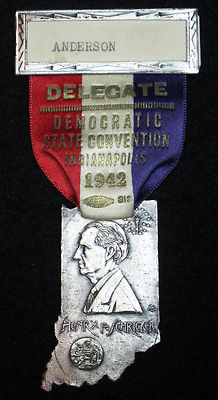 ANDERSON
DELEGATE
DEMOCRATIC
STATE CONVENTION
INDIANAPOLIS
1942
HENRY F. SCHRICKER